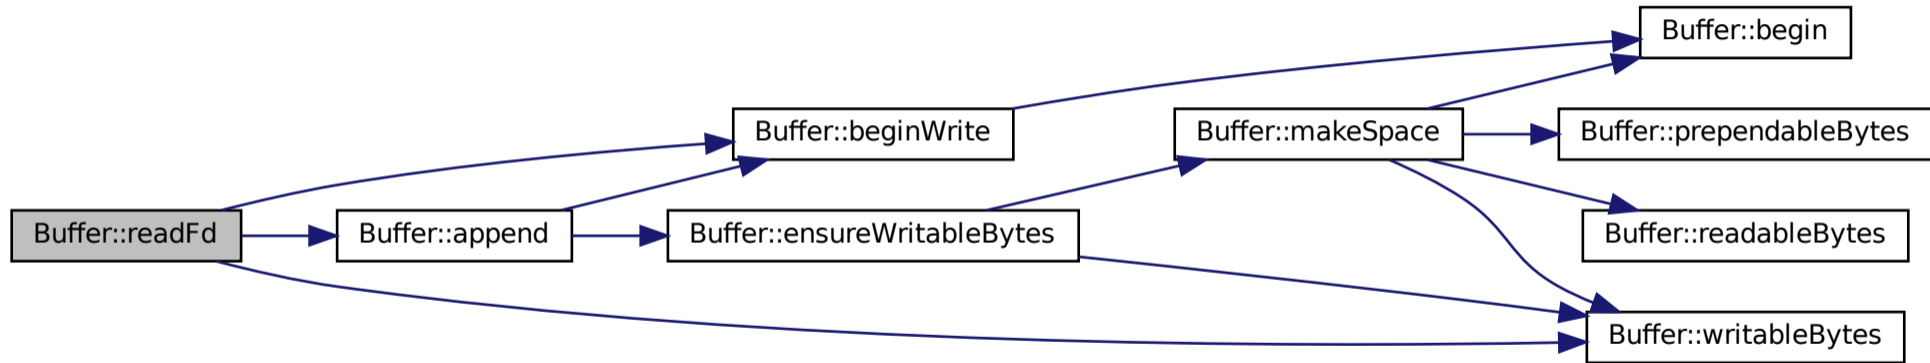 Buffer::begin
Buffer::beginWrite
Buffer::makeSpace
Buffer::prependableBytes
Buffer::readFd
Buffer::append
Buffer::ensureWritableBytes
Buffer::readableBytes
Buffer::writableBytes